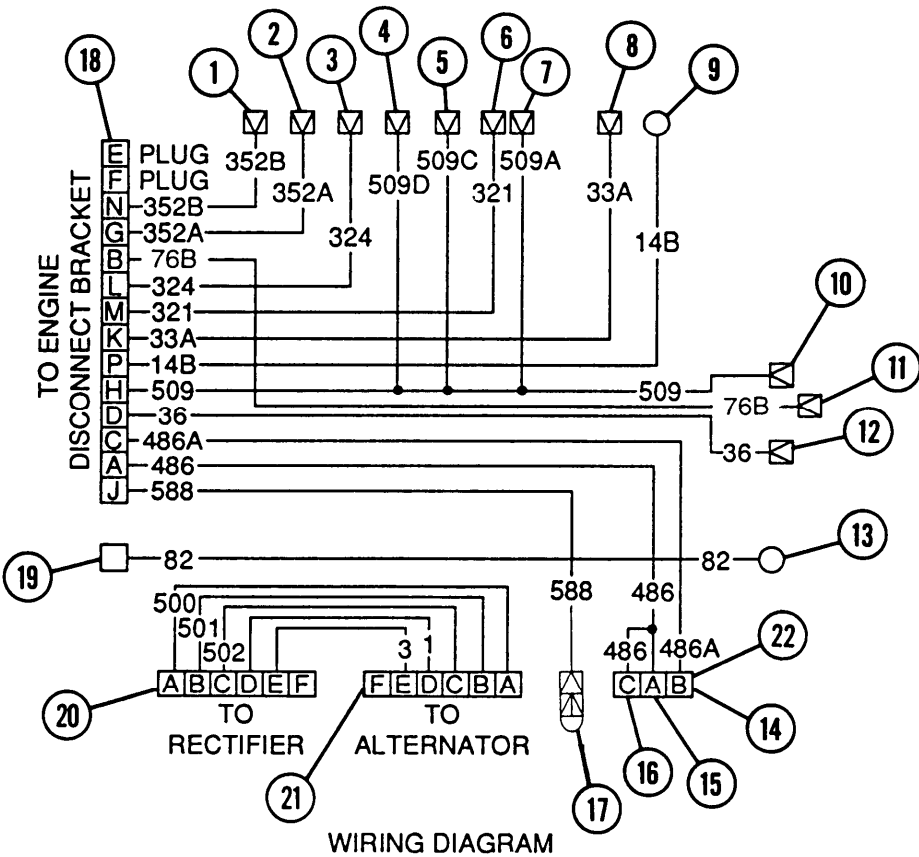 18 1 2 3 4 5 6 7 8 9
TO ENGINE
DISCONNECT BRACKET
E PLUG
F PLUG
N 352B
G 352A
B 76B
L 324
M 321
K 33A
P 14B
H 509
D 36
C 486A
A 486
J 588
352B
352A
324
509D
509C
321
509A
33A
14B
509
10
76B
11
36
12
19 82 82 13
500
501
502
3 1
588
486
486 486A
22
A B C D E F
20
TO
RECTIFIER
F E D C B A
21
TO
ALTERNATOR
17
C A B
14
16 15
WIRING DIAGRAM